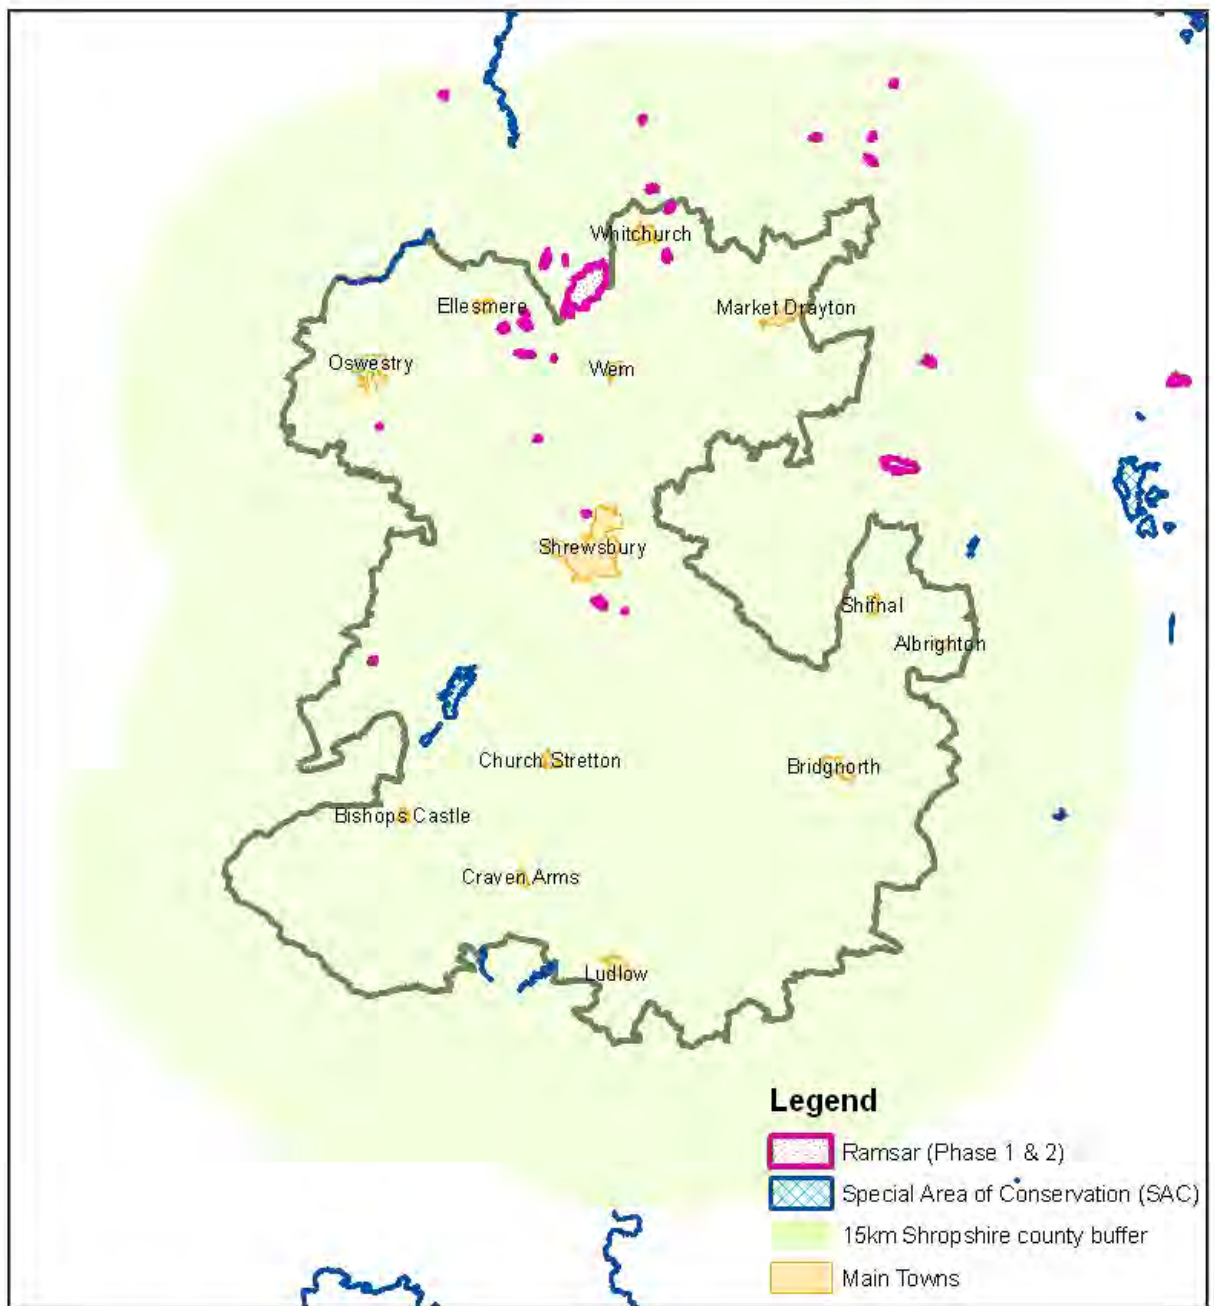 Whitchurch
Ellesmere
Market Drayton
Oswestry
Wem
Shrewsbury
Shifnal
Albrighton
Church Stretton
Bridgnorth
Bishops Castle
Craven Arms
Ludlow
Legend
Ramsar (Phase 1 & 2)
Special Area of Conservation (SAC)
15km Shropshire county buffer
Main Towns